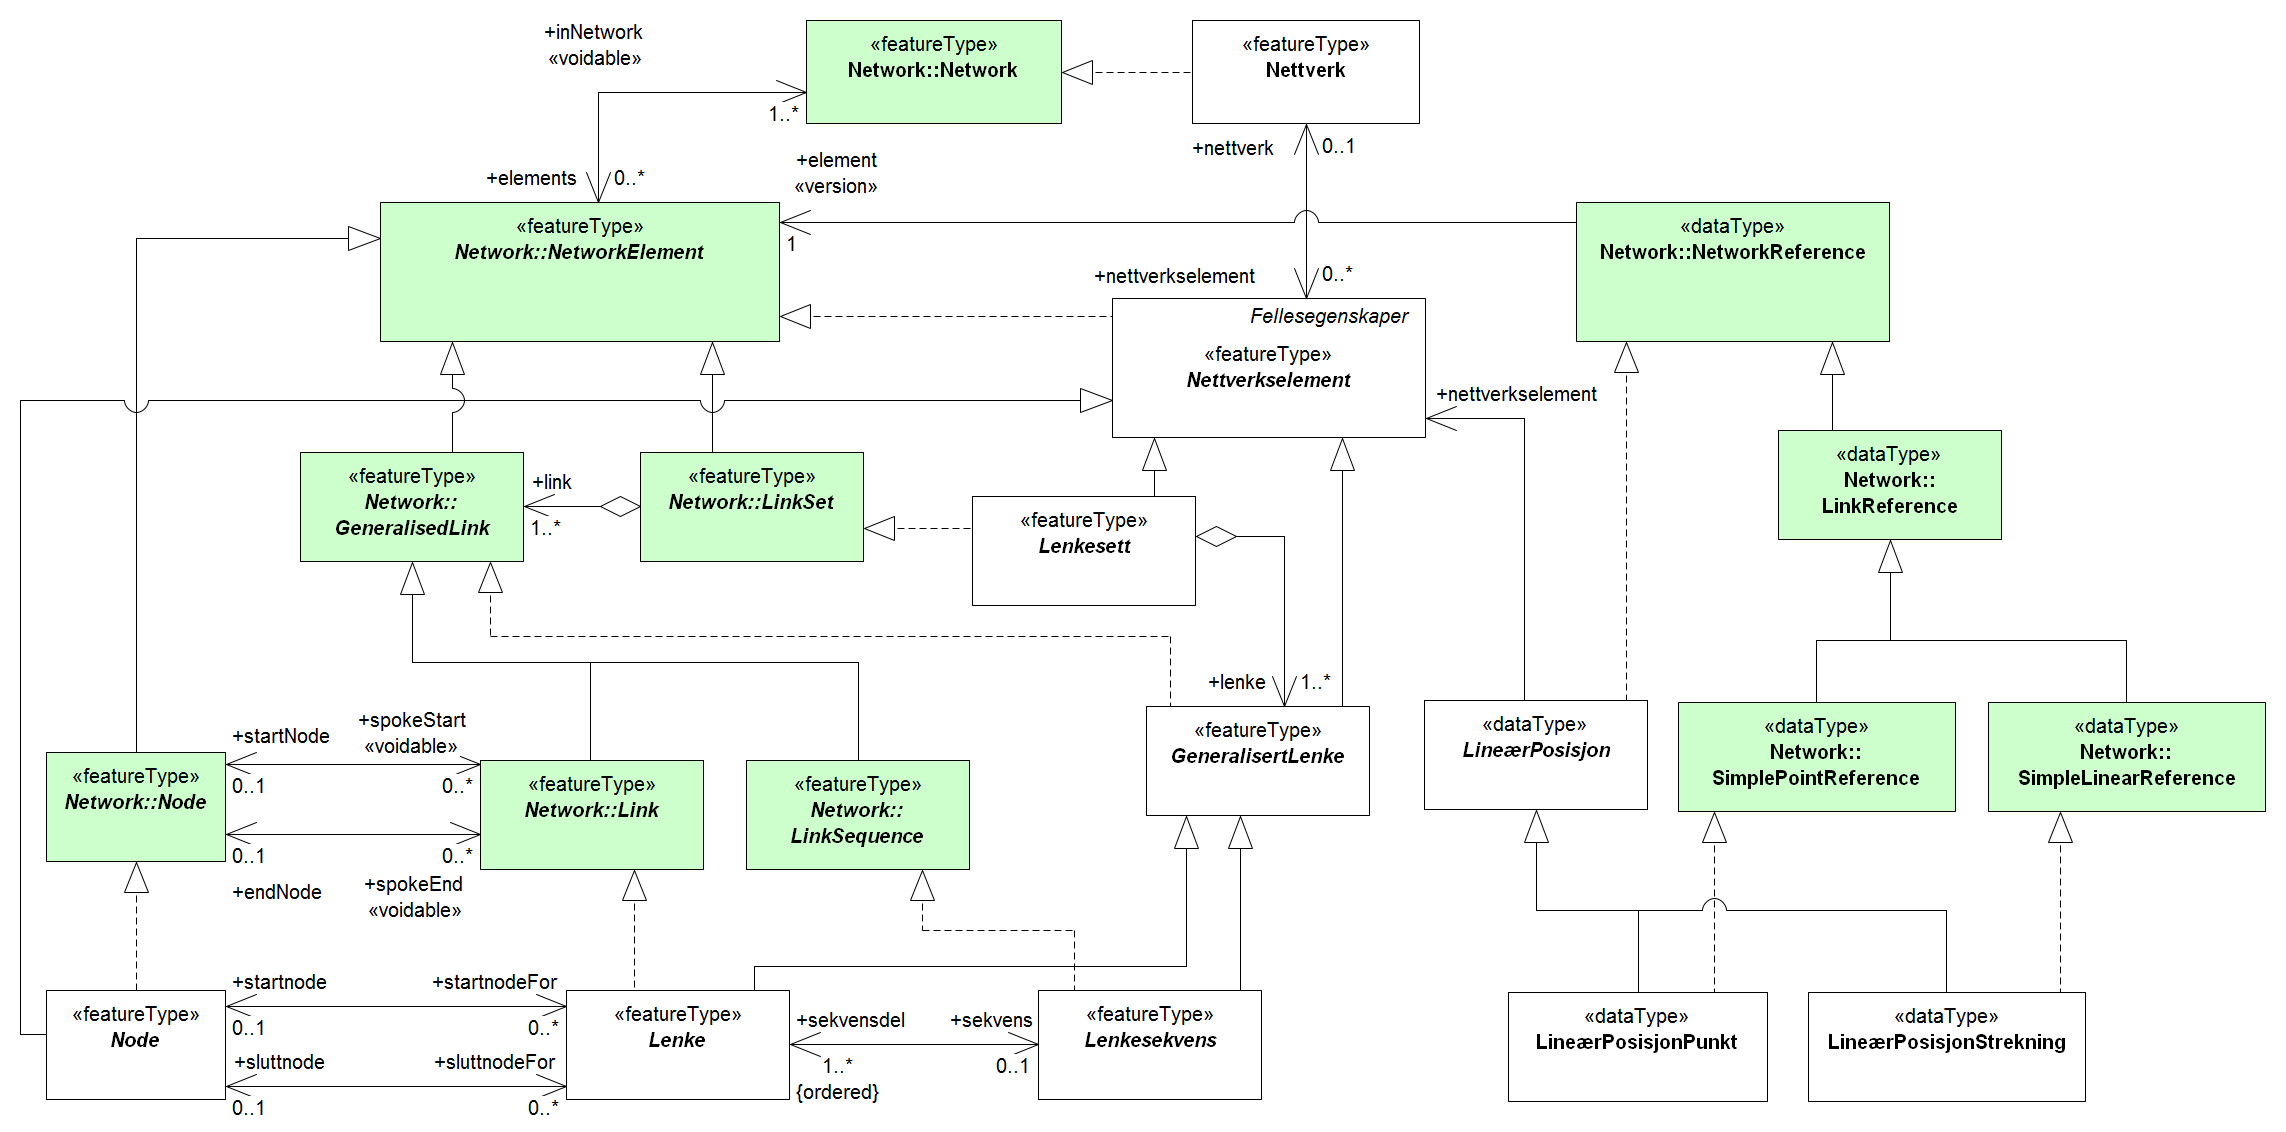 +inNetwork
«voidable»
1..*
«featureType»
Network::Network
«featureType»
Nettverk
+elements
0..*
+element
«version»
1
+nettverk
0..1
+nettverkselement
0..*
«featureType»
Network::NetworkElement
«dataType»
Network::NetworkReference
Fellesegenskaper
«featureType»
Nettverkselement
+nettverkselement
«featureType»
Network::
GeneralisedLink
+link
1..*
«featureType»
Network::LinkSet
«featureType»
Lenkesett
«dataType»
Network::
LinkReference
+lenke
1..*
+startNode
0..1
+spokeStart
«voidable»
0..*
«featureType»
Network::Node
«featureType»
Network::Link
«featureType»
Network::
LinkSequence
«featureType»
GeneralisertLenke
«dataType»
LineærPosisjon
«dataType»
Network::
SimplePointReference
«dataType»
Network::
SimpleLinearReference
0..1
+endNode
0..*
+spokeEnd
«voidable»
+startnode
0..1
+startnodeFor
0..*
«featureType»
Node
«featureType»
Lenke
+sekvensdel
1..*
{ordered}
+sekvens
0..1
«featureType»
Lenkesekvens
«dataType»
LineærPosisjonPunkt
«dataType»
LineærPosisjonStrekning
+sluttnode
0..1
+sluttnodeFor
0..*